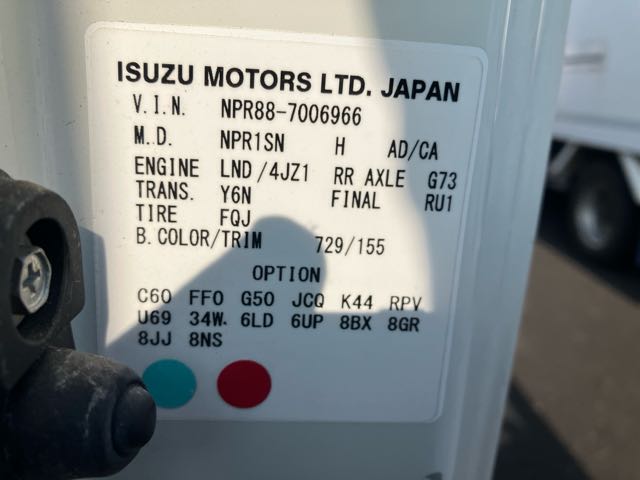 ISUZU MOTORS LTD. JAPAN
V.I.N. NPR88-7006966
M.D. NPR1SN H AD/CA
ENGINE LND/4JZ1 RR AXLE G73
TRANS. Y6N FINAL RU1
TIRE FQJ
B.COLOR/TRIM 729/155
OPTION
C60 FF0 G50 JCQ K44 RPV
U69 34W. 6LD 6UP 8BX 8GR
8JJ 8NS